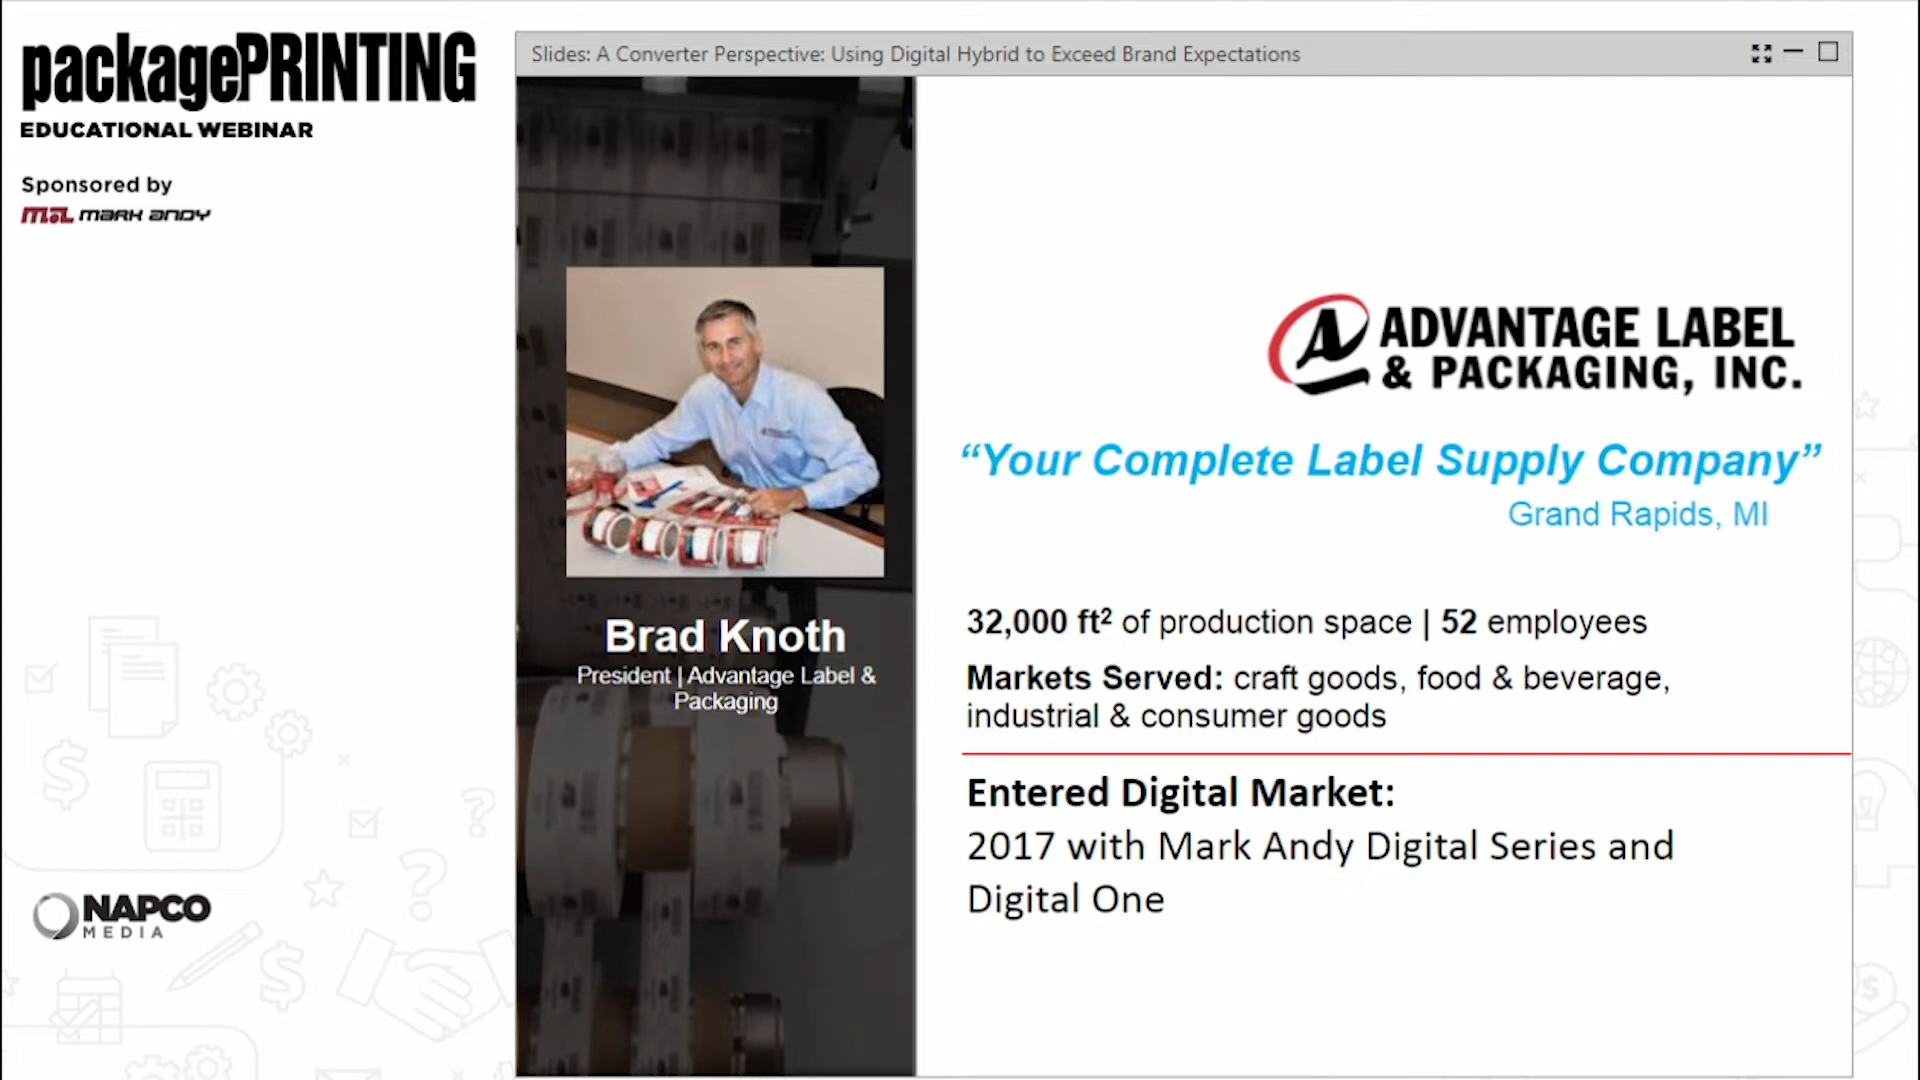 packagePRINTING
EDUCATIONAL WEBINAR
Sponsored by
MAI MARK ANDY
Slides: A Converter Perspective: Using Digital Hybrid to Exceed Brand Expectations
Brad Knoth
President | Advantage Label &
Packaging
A ADVANTAGE LABEL
& PACKAGING, INC.
“Your Complete Label Supply Company”
Grand Rapids, MI
32,000 ft² of production space | 52 employees
Markets Served: craft goods, food & beverage,
industrial & consumer goods
Entered Digital Market:
2017 with Mark Andy Digital Series and
Digital One
NAPCO
MEDIA